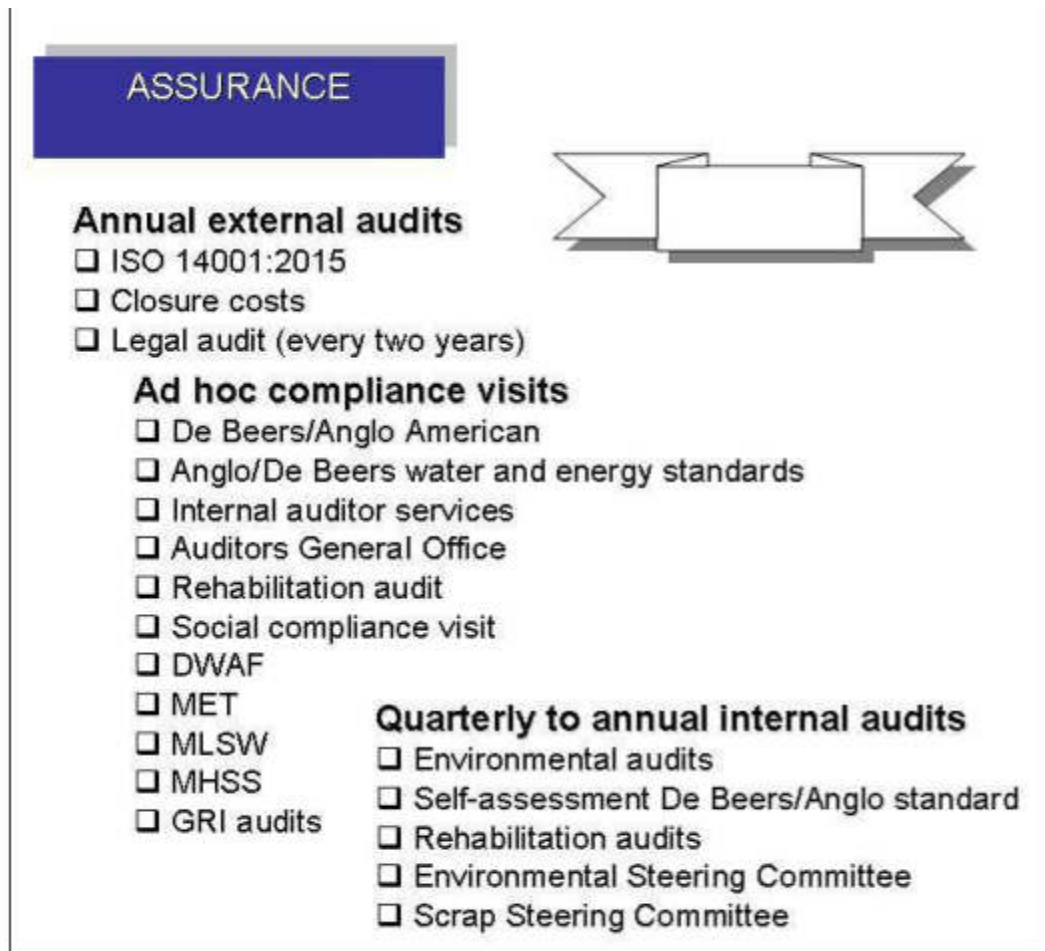 ASSURANCE
Annual external audits
❑ ISO 14001:2015
❑ Closure costs
❑ Legal audit (every two years)
Ad hoc compliance visits
❑ De Beers/Anglo American
❑ Anglo/De Beers water and energy standards
❑ Internal auditor services
❑ Auditors General Office
❑ Rehabilitation audit
❑ Social compliance visit
❑ DWAF
❑ MET
❑ MLSW
❑ MHSS
❑ GRI audits
Quarterly to annual internal audits
❑ Environmental audits
❑ Self-assessment De Beers/Anglo standard
❑ Rehabilitation audits
❑ Environmental Steering Committee
❑ Scrap Steering Committee